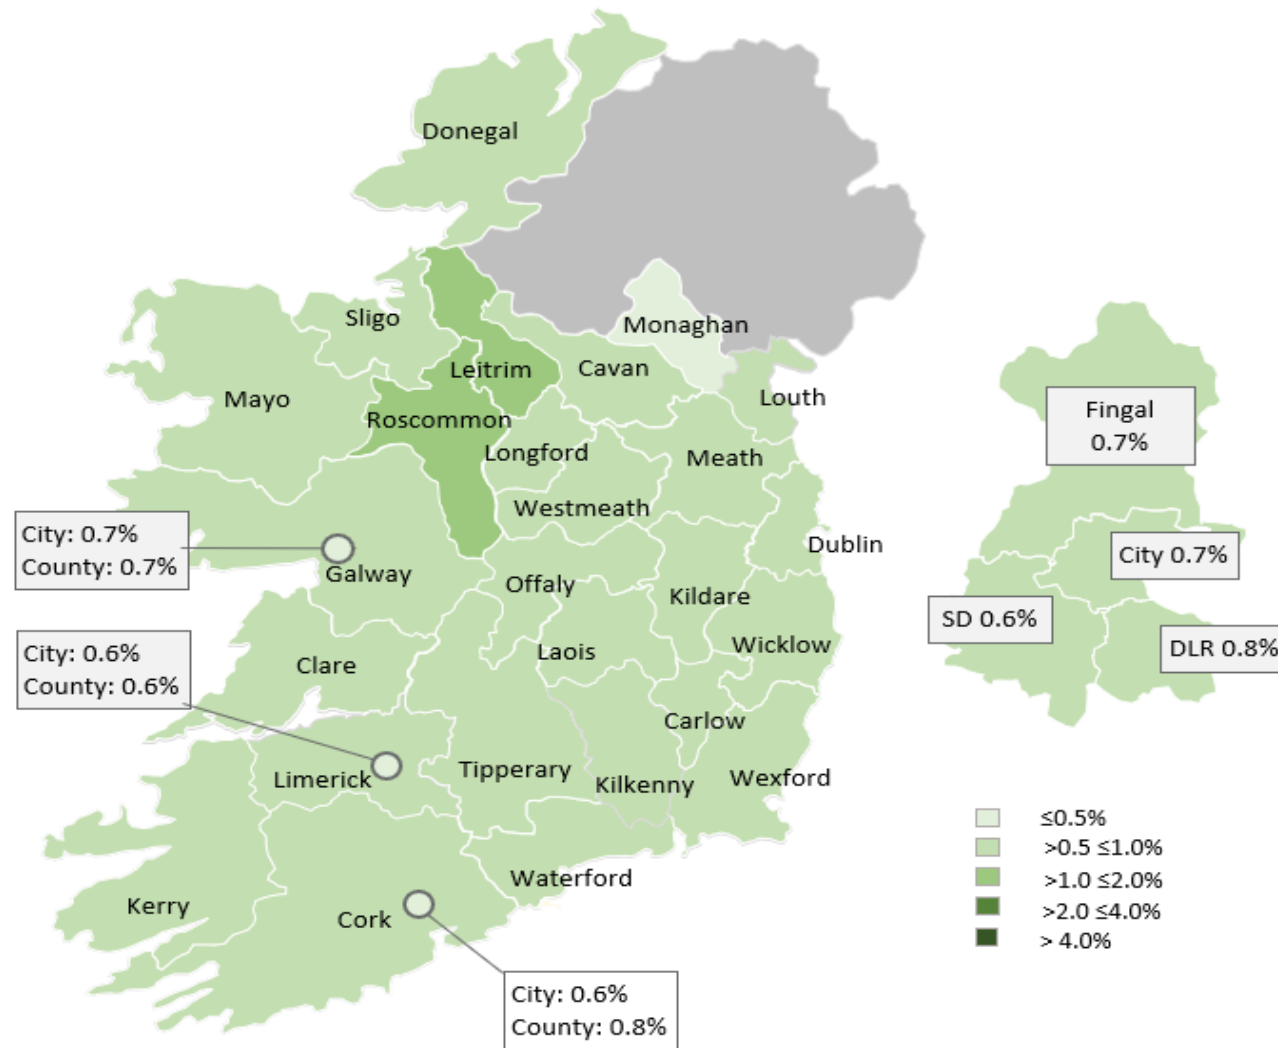 Donegal
Sligo
Monaghan
Leitrim
Cavan
Mayo
Louth
Roscommon
Longford
Meath
Westmeath
City: 0.7%
County: 0.7%
Dublin
Galway
Offaly
Kildare
City: 0.6%
County: 0.6%
Clare
Laois
Wicklow
Carlow
Limerick
Tipperary
Kilkenny
Wexford
Waterford
Kerry
Cork
City: 0.6%
County: 0.8%
Fingal
0.7%
City 0.7%
SD 0.6%
DLR 0.8%
≤0.5%
>0.5 ≤1.0%
>1.0 ≤2.0%
>2.0 ≤4.0%
> 4.0%